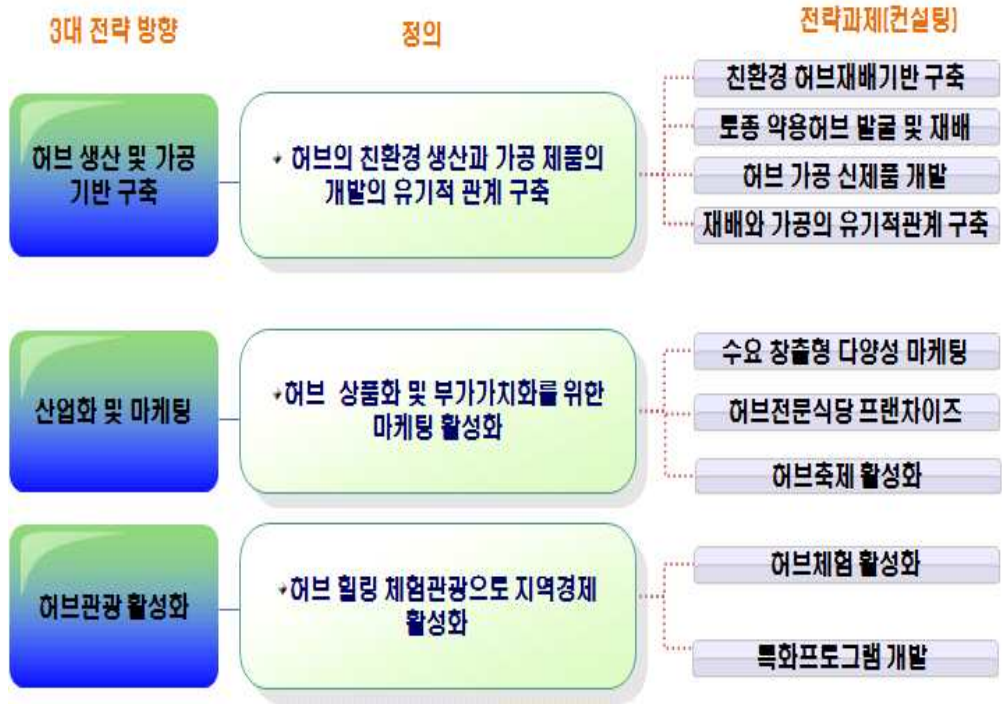 3대 전략 방향
정의
전략과제(컨설팅)
허브 생산 및 가공
기반 구축
허브의 친환경 생산과 가공 제품의
개발의 유기적 관계 구축
친환경 허브재배기반 구축
토종 약용허브 발굴 및 재배
허브 가공 신제품 개발
재배와 가공의 유기적관계 구축
산업화 및 마케팅
허브 상품화 및 부가가치화를 위한
마케팅 활성화
수요 창출형 다양성 마케팅
허브전문식당 프랜차이즈
허브축제 활성화
허브관광 활성화
허브 힐링 체험관광으로 지역경제
활성화
허브체험 활성화
특화프로그램 개발